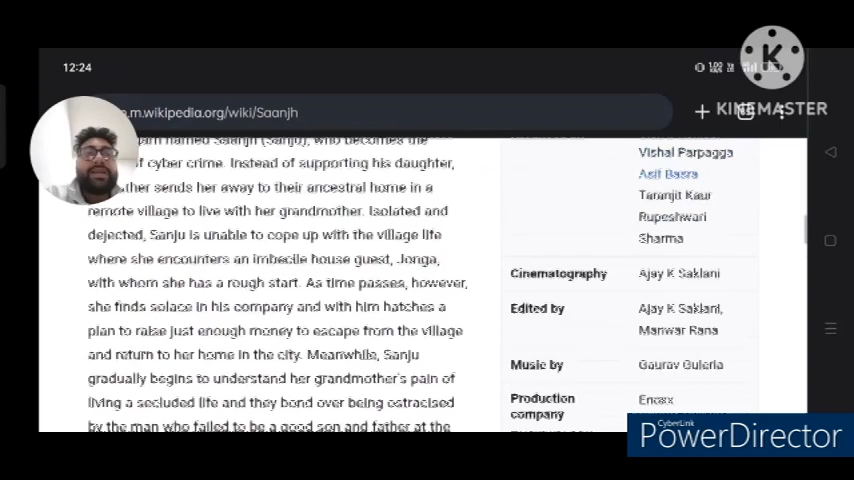 12:24
KINEMASTER
.m.wikipedia.org/wiki/Saanjh
named Saanjh (Sanju), who becomes the
of cyber crime. Instead of supporting his daughter,
sends her away to their ancestral home in a
remote village to live with her grandmother. Isolated and
dejected, Sanju is unable to cope up with the village life
where she encounters an imbecile house guest, Jonga,
with whom she has a rough start. As time passes, however,
she finds solace in his company and with him hatches a
plan to raise just enough money to escape from the village
and return to her home in the city. Meanwhile, Sanju
gradually begins to understand her grandmother's pain of
living a secluded life and they bond over being ostracised
by the man who failed to be a good son and father at the
Vishal Parpagga
Asif Basra
Taranjit Kaur
Rupeshwari
Sharma
Cinematography Ajay K Saklani
Edited by Ajay K Saklani,
Manwar Rana
Music by Gaurav Guleria
Production
company
CyberLink
PowerDirector